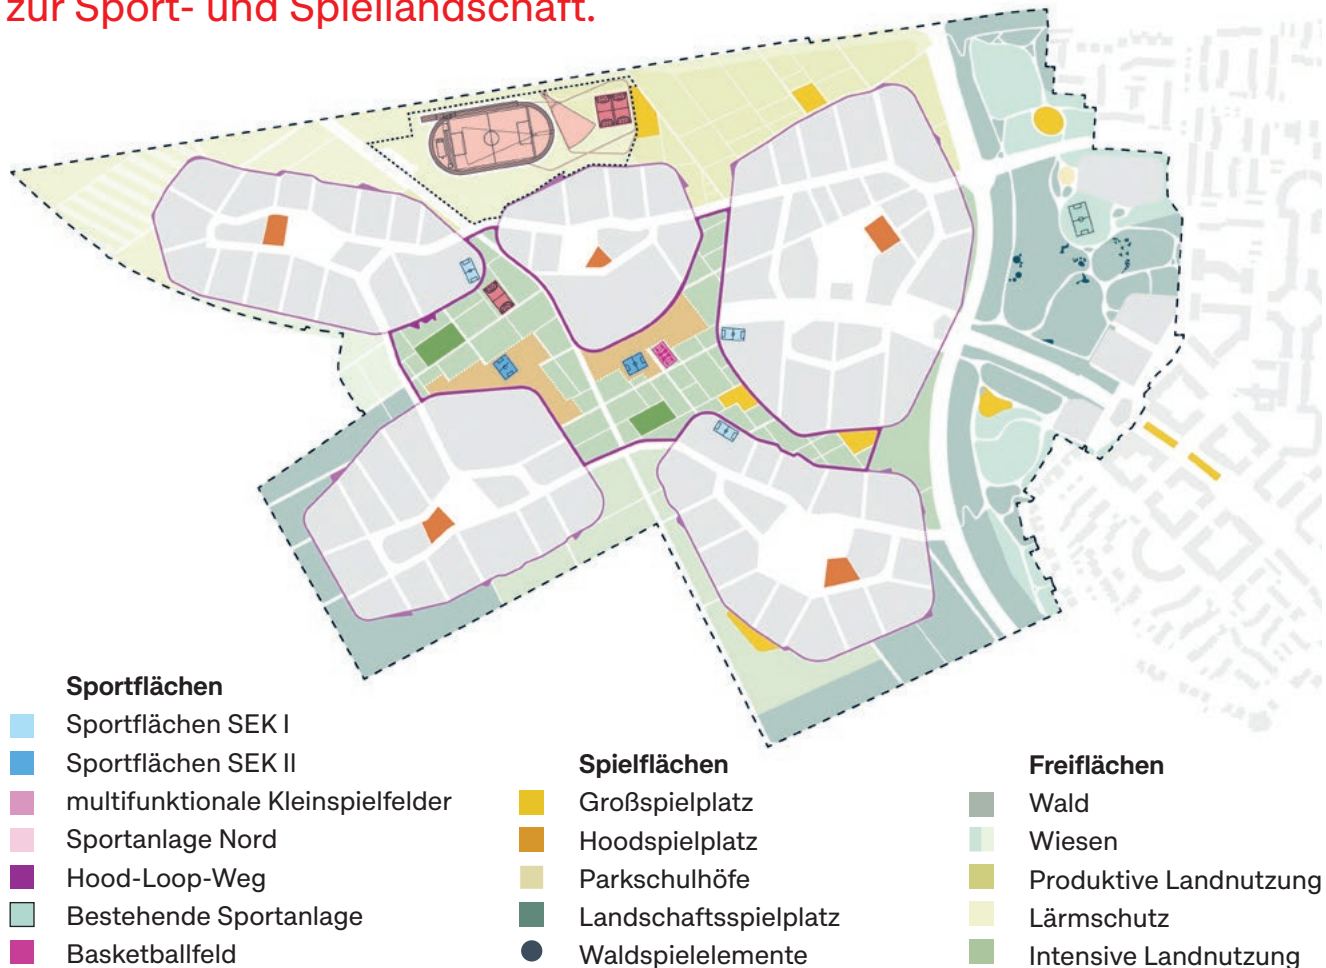 zur Sport- und Spiellandschaft.
Sportflächen
Sportflächen SEK I
Sportflächen SEK II
multifunktionale Kleinspielfelder
Sportanlage Nord
Hood-Loop-Weg
Bestehende Sportanlage
Basketballfeld
Spielflächen
Großspielplatz
Hoodspielplatz
Parkschulhöfe
Landschaftsspielplatz
Waldspielelemente
Freiflächen
Wald
Wiesen
Produktive Landnutzung
Lärmschutz
Intensive Landnutzung